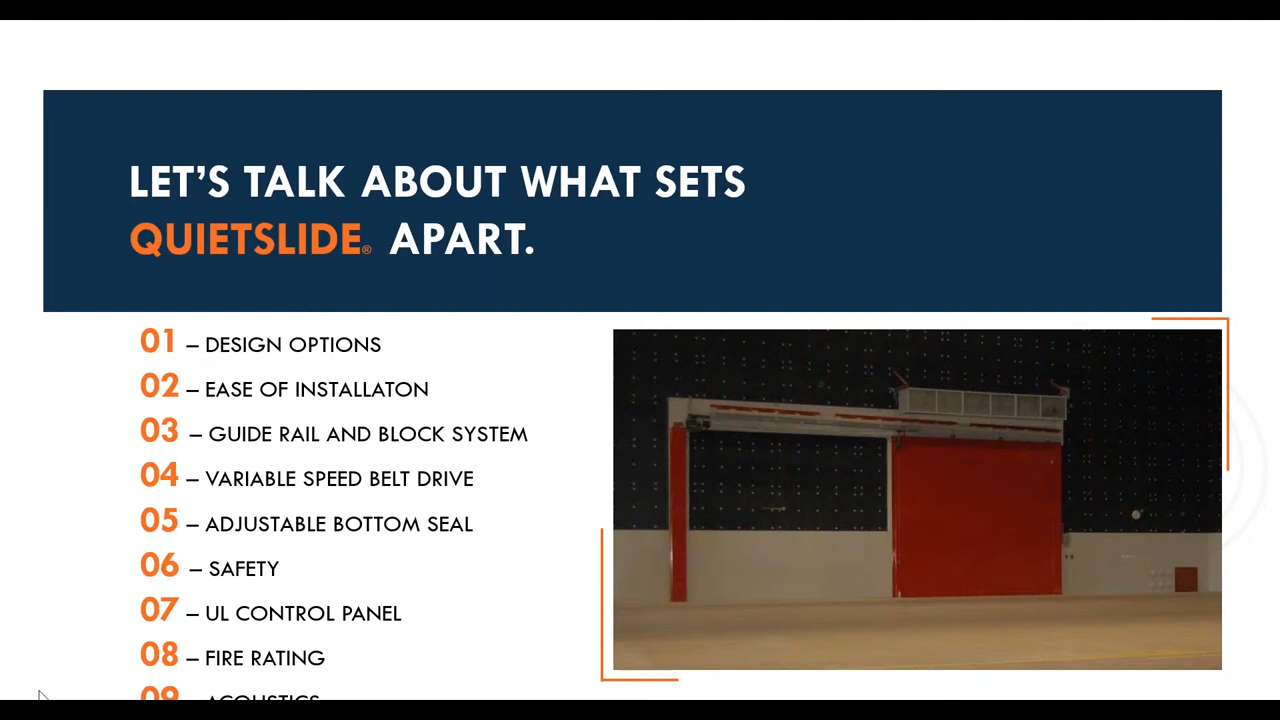 LET’S TALK ABOUT WHAT SETS
QUIETSLIDE® APART.
01 – DESIGN OPTIONS
02 – EASE OF INSTALLATON
03 – GUIDE RAIL AND BLOCK SYSTEM
04 – VARIABLE SPEED BELT DRIVE
05 – ADJUSTABLE BOTTOM SEAL
06 – SAFETY
07 – UL CONTROL PANEL
08 – FIRE RATING
09 – ACOUSTICS